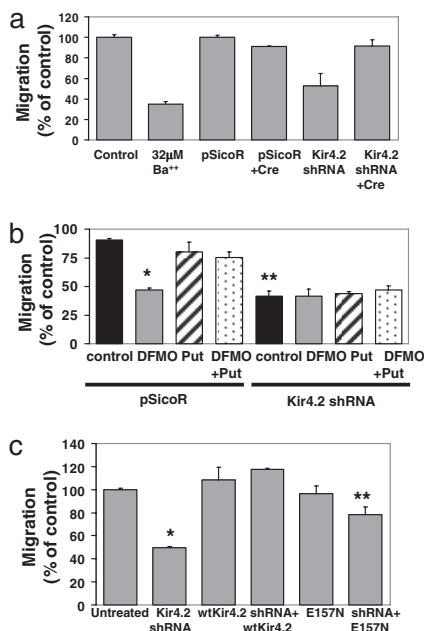 a
Migration
(% of control)
120
100
80
60
40
20
0
Control
32µM
Ba++
pSicoR
pSicoR
+Cre
Kir4.2
shRNA
Kir4.2
shRNA
+Cre
b
Migration
(% of control)
100
75
50
25
0
*
**
control DFMO Put DFMO
+Put
control DFMO Put DFMO
+Put
pSicoR
Kir4.2 shRNA
c
Migration
(% of control)
140
120
100
80
60
40
20
0
*
**
Untreated
Kir4.2
shRNA
wtKir4.2
shRNA+
wtKir4.2
E157N
shRNA+
E157N